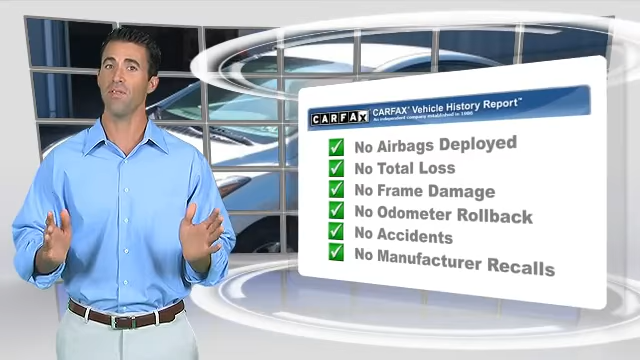 CARFAX CARFAX® Vehicle History Report™
An independent company established in 1986
No Airbags Deployed
No Total Loss
No Frame Damage
No Odometer Rollback
No Accidents
No Manufacturer Recalls